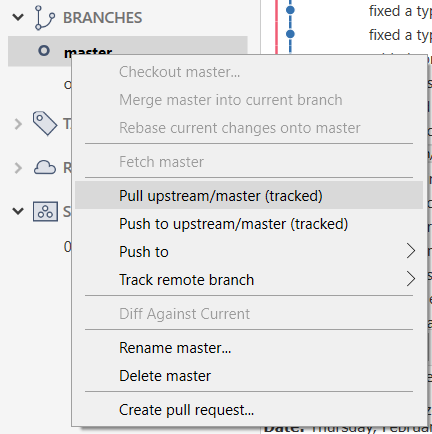 BRANCHES
fixed a typ
fixed a typ
master
Checkout master...
Merge master into current branch
Rebase current changes onto master
Fetch master
Pull upstream/master (tracked)
Push to upstream/master (tracked)
Push to
Track remote branch
Diff Against Current
Rename master...
Delete master
Create pull request...
Date: Thursday, Februar